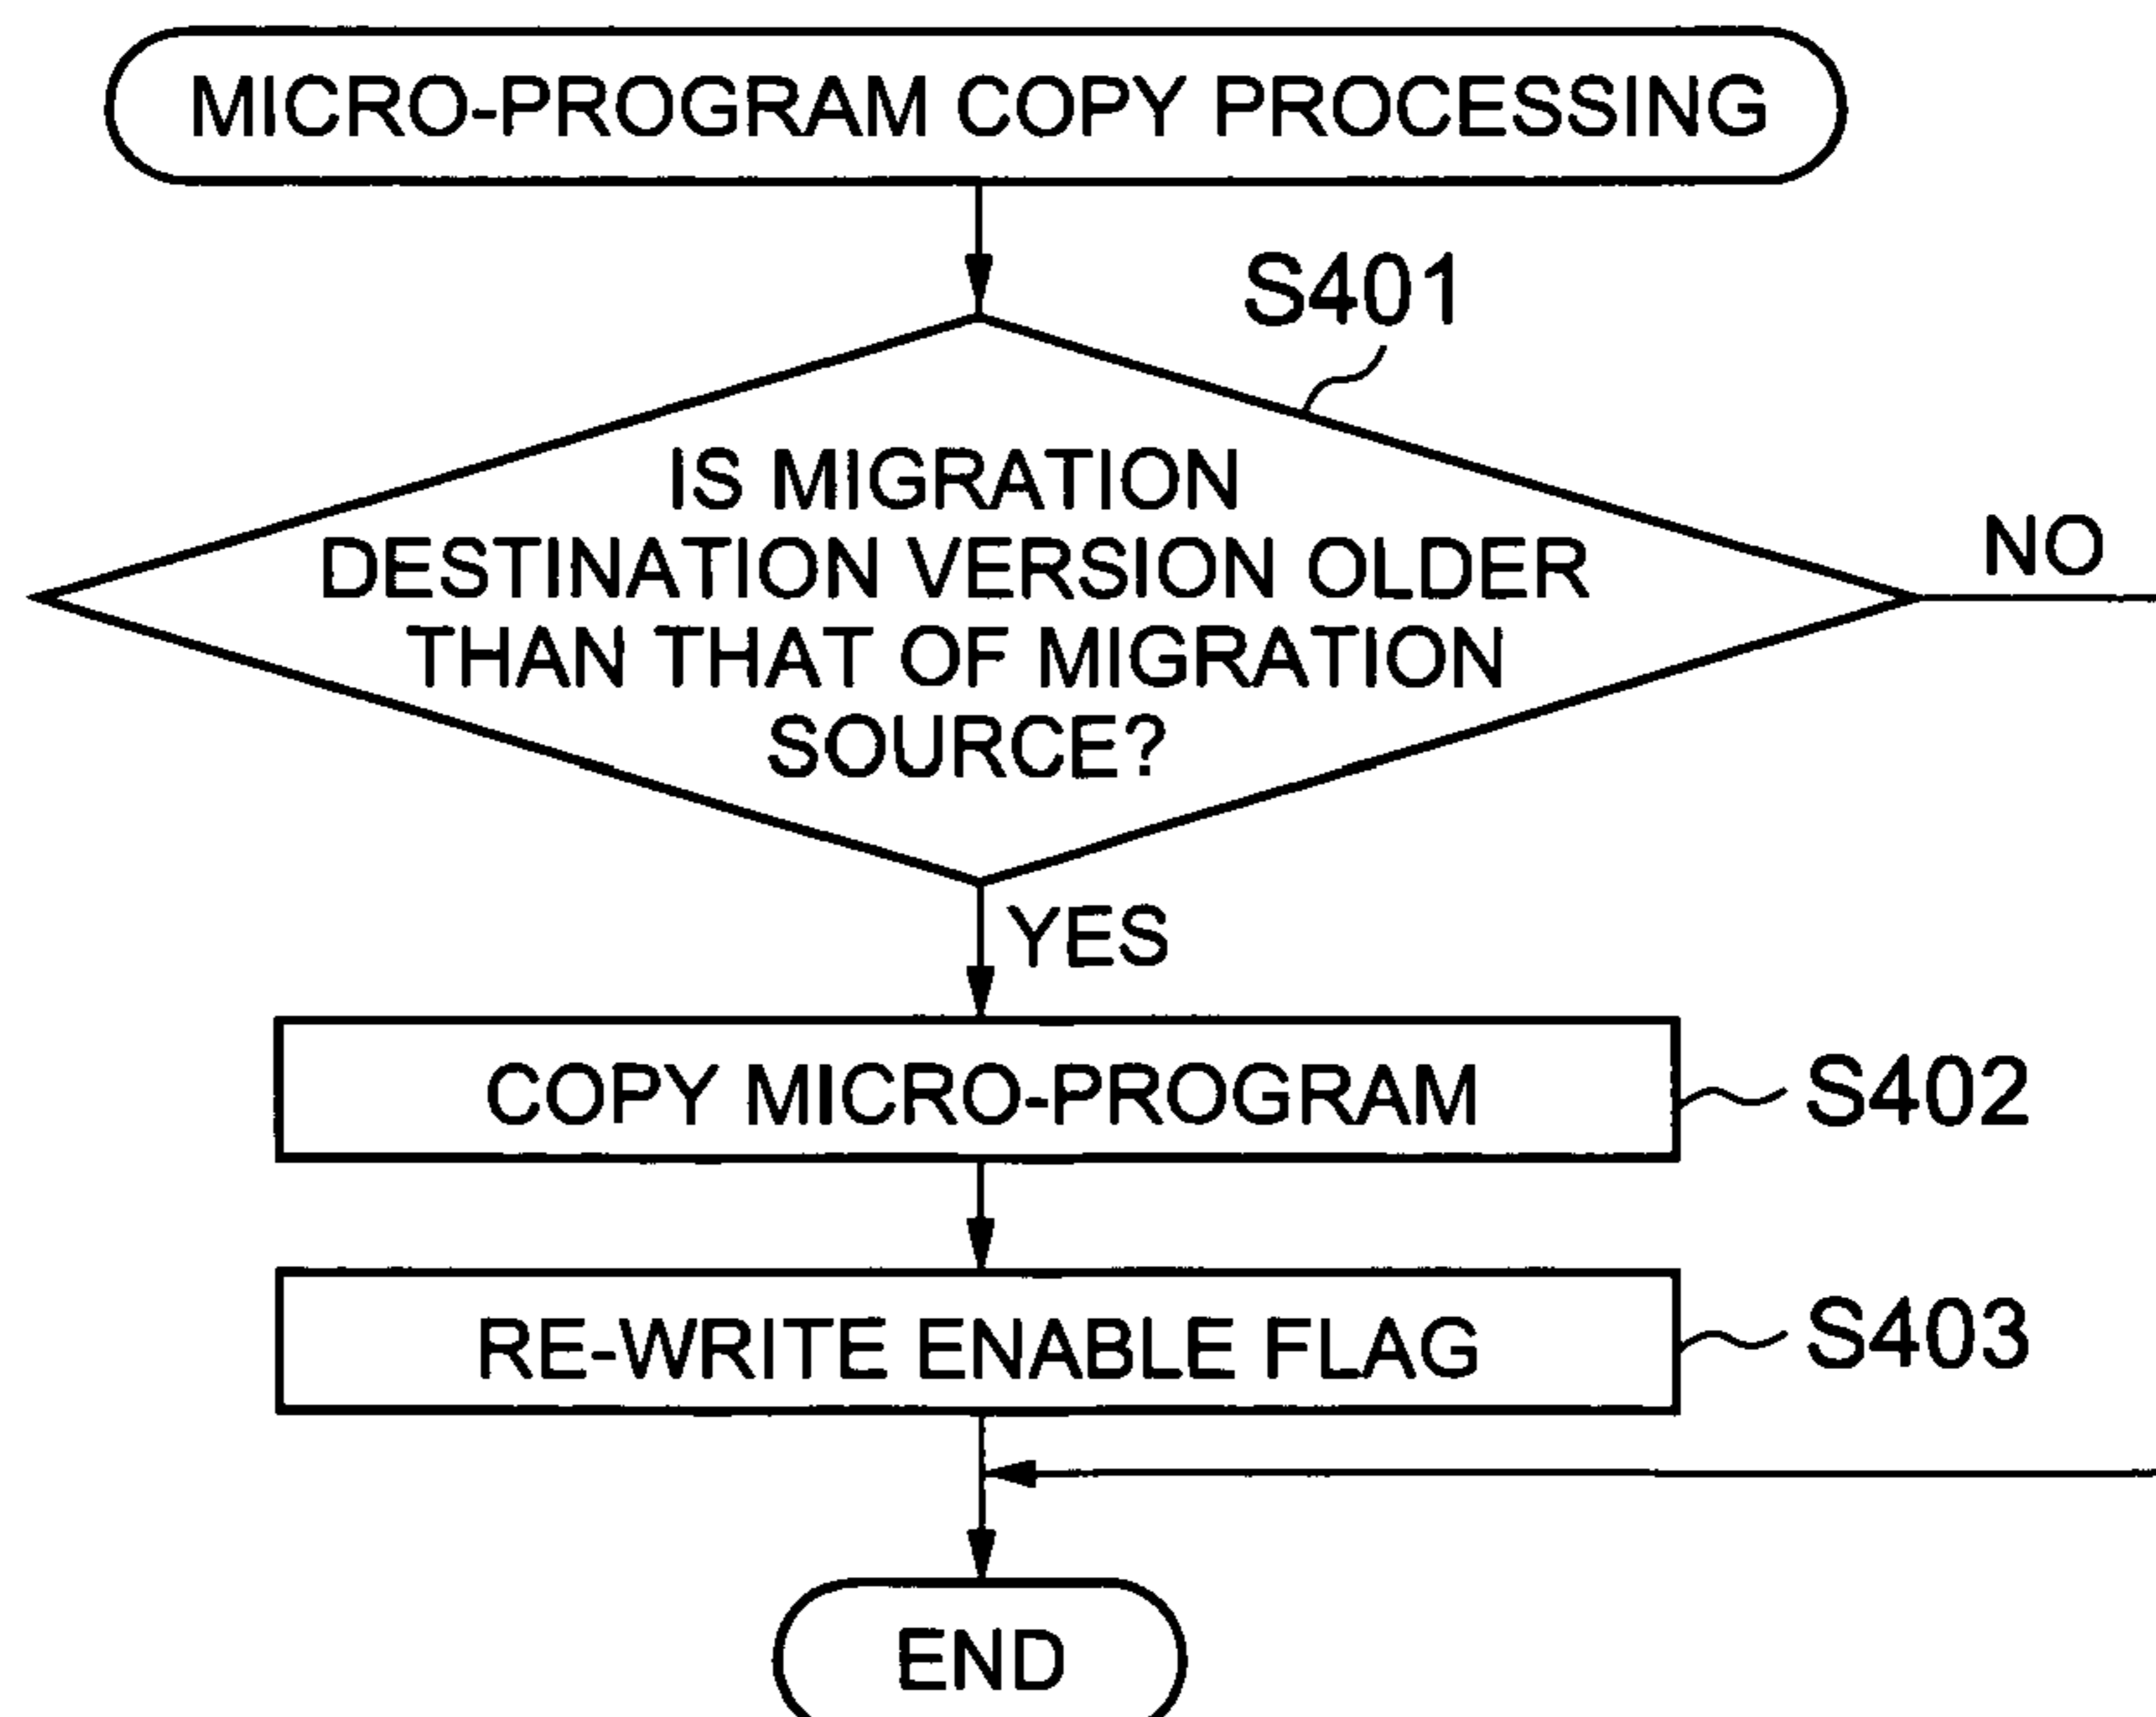 MICRO-PROGRAM COPY PROCESSING
S401
IS MIGRATION
DESTINATION VERSION OLDER
THAN THAT OF MIGRATION
SOURCE?
NO
YES
COPY MICRO-PROGRAM
S402
RE-WRITE ENABLE FLAG
S403
END